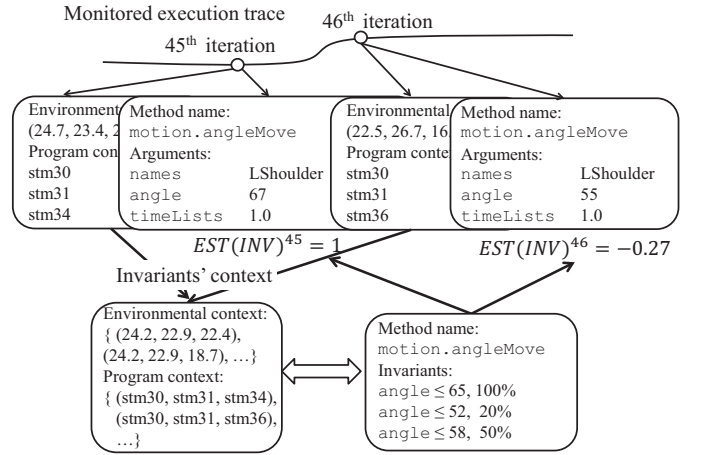 Monitored execution trace
45th iteration
46th iteration
Environment
(24.7, 23.4, 2
Program con
stm30
stm31
stm34
Method name:
motion.angleMove
Arguments:
names LShoulder
angle 67
timeLists 1.0
Environmental
(22.5, 26.7, 16
Program conte
stm30
stm31
stm36
Method name:
motion.angleMove
Arguments:
names LShoulder
angle 55
timeLists 1.0
EST(INV)^45 = 1
EST(INV)^46 = −0.27
Invariants' context
Environmental context:
{ (24.2, 22.9, 22.4),
(24.2, 22.9, 18.7), …}
Program context:
{ (stm30, stm31, stm34),
(stm30, stm31, stm36),
…}
Method name:
motion.angleMove
Invariants:
angle ≤ 65, 100%
angle ≤ 52, 20%
angle ≤ 58, 50%